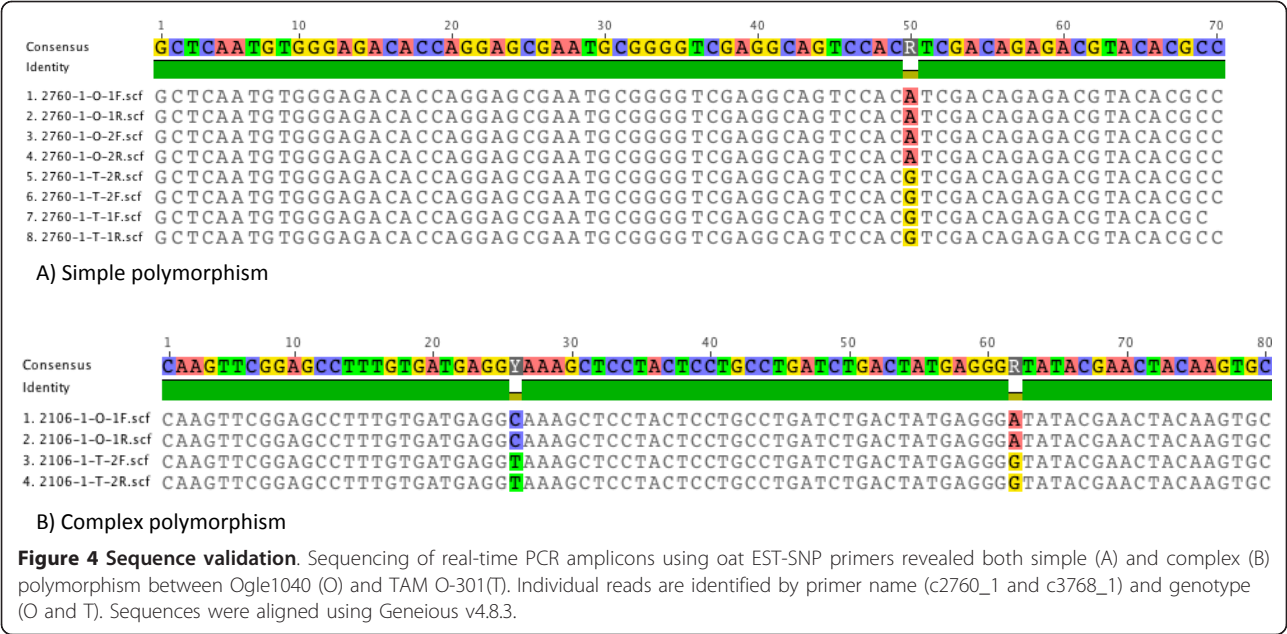 1 10 20 30 40 50 60 70
Consensus GCTCAATGTGGGAGACACCAGGAGCGAATGCGGGGTCGAGGCAGTCCACRTCGACAGAGACGTACACGCC
Identity
1. 2760-1-O-1F.scf GCTCAATGTGGGAGACACCAGGAGCGAATGCGGGGTCGAGGCAGTCCACATCGACAGAGACGTACACGCC
2. 2760-1-O-1R.scf GCTCAATGTGGGAGACACCAGGAGCGAATGCGGGGTCGAGGCAGTCCACATCGACAGAGACGTACACGCC
3. 2760-1-O-2F.scf GCTCAATGTGGGAGACACCAGGAGCGAATGCGGGGTCGAGGCAGTCCACATCGACAGAGACGTACACGCC
4. 2760-1-O-2R.scf GCTCAATGTGGGAGACACCAGGAGCGAATGCGGGGTCGAGGCAGTCCACATCGACAGAGACGTACACGCC
5. 2760-1-T-2R.scf GCTCAATGTGGGAGACACCAGGAGCGAATGCGGGGTCGAGGCAGTCCACGTCGACAGAGACGTACACGCC
6. 2760-1-T-2F.scf GCTCAATGTGGGAGACACCAGGAGCGAATGCGGGGTCGAGGCAGTCCACGTCGACAGAGACGTACACGCC
7. 2760-1-T-1F.scf GCTCAATGTGGGAGACACCAGGAGCGAATGCGGGGTCGAGGCAGTCCACGTCGACAGAGACGTACACGC
8. 2760-1-T-1R.scf GCTCAATGTGGGAGACACCAGGAGCGAATGCGGGGTCGAGGCAGTCCACGTCGACAGAGACGTACACGCC
A) Simple polymorphism
1 10 20 30 40 50 60 70 80
Consensus CAAGTTCGGAGCCTTTGTGATGAGGYAAAGCTCCTACTCCTGCCTGATCTGACTATGAGGGRTATACGAACTACAAGTGC
Identity
1. 2106-1-O-1F.scf CAAGTTCGGAGCCTTTGTGATGAGGCAAAGCTCCTACTCCTGCCTGATCTGACTATGAGGGATATACGAACTACAAGTGC
2. 2106-1-O-1R.scf CAAGTTCGGAGCCTTTGTGATGAGGCAAAGCTCCTACTCCTGCCTGATCTGACTATGAGGGATATACGAACTACAAGTGC
3. 2106-1-T-2F.scf CAAGTTCGGAGCCTTTGTGATGAGGTAAAGCTCCTACTCCTGCCTGATCTGACTATGAGGGGTATACGAACTACAAGTGC
4. 2106-1-T-2R.scf CAAGTTCGGAGCCTTTGTGATGAGGTAAAGCTCCTACTCCTGCCTGATCTGACTATGAGGGGTATACGAACTACAAGTGC
B) Complex polymorphism
Figure 4 Sequence validation. Sequencing of real-time PCR amplicons using oat EST-SNP primers revealed both simple (A) and complex (B)
polymorphism between Ogle1040 (O) and TAM O-301(T). Individual reads are identified by primer name (c2760_1 and c3768_1) and genotype
(O and T). Sequences were aligned using Geneious v4.8.3.